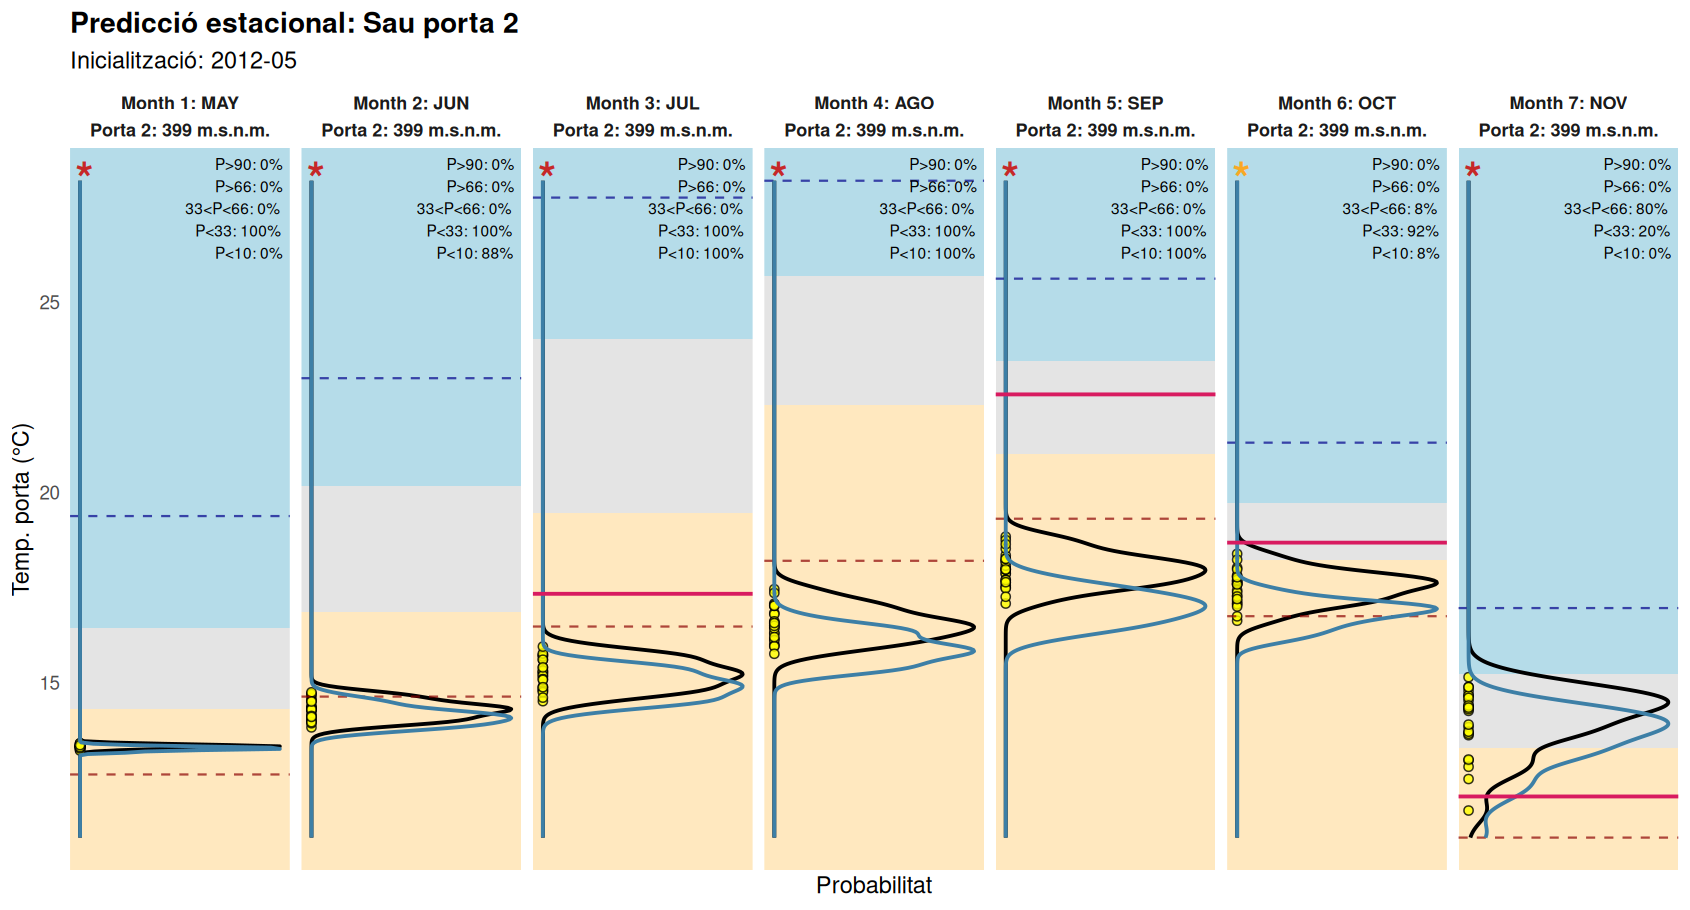 Predicció estacional: Sau porta 2
Inicialització: 2012-05
Month 1: MAY
Porta 2: 399 m.s.n.m.
*
P>90: 0%
P>66: 0%
33<P<66: 0%
P<33: 100%
P<10: 0%
Month 2: JUN
Porta 2: 399 m.s.n.m.
*
P>90: 0%
P>66: 0%
33<P<66: 0%
P<33: 100%
P<10: 88%
Month 3: JUL
Porta 2: 399 m.s.n.m.
*
P>90: 0%
P>66: 0%
33<P<66: 0%
P<33: 100%
P<10: 100%
Month 4: AGO
Porta 2: 399 m.s.n.m.
*
P>90: 0%
P>66: 0%
33<P<66: 0%
P<33: 100%
P<10: 100%
Month 5: SEP
Porta 2: 399 m.s.n.m.
*
P>90: 0%
P>66: 0%
33<P<66: 0%
P<33: 100%
P<10: 100%
Month 6: OCT
Porta 2: 399 m.s.n.m.
*
P>90: 0%
P>66: 0%
33<P<66: 8%
P<33: 92%
P<10: 8%
Month 7: NOV
Porta 2: 399 m.s.n.m.
*
P>90: 0%
P>66: 0%
33<P<66: 80%
P<33: 20%
P<10: 0%
25
20
15
Temp. porta (°C)
Probabilitat